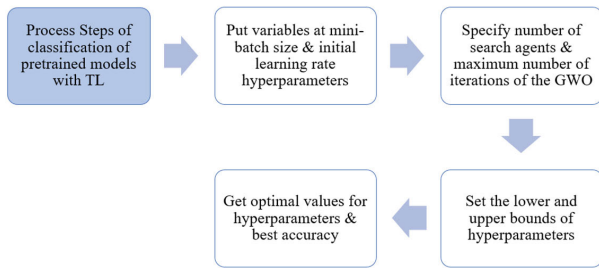 Process Steps of
classification of
pretrained models
with TL
Put variables at mini-
batch size & initial
learning rate
hyperparameters
Specify number of
search agents &
maximum number of
iterations of the GWO
Set the lower and
upper bounds of
hyperparameters
Get optimal values for
hyperparameters &
best accuracy